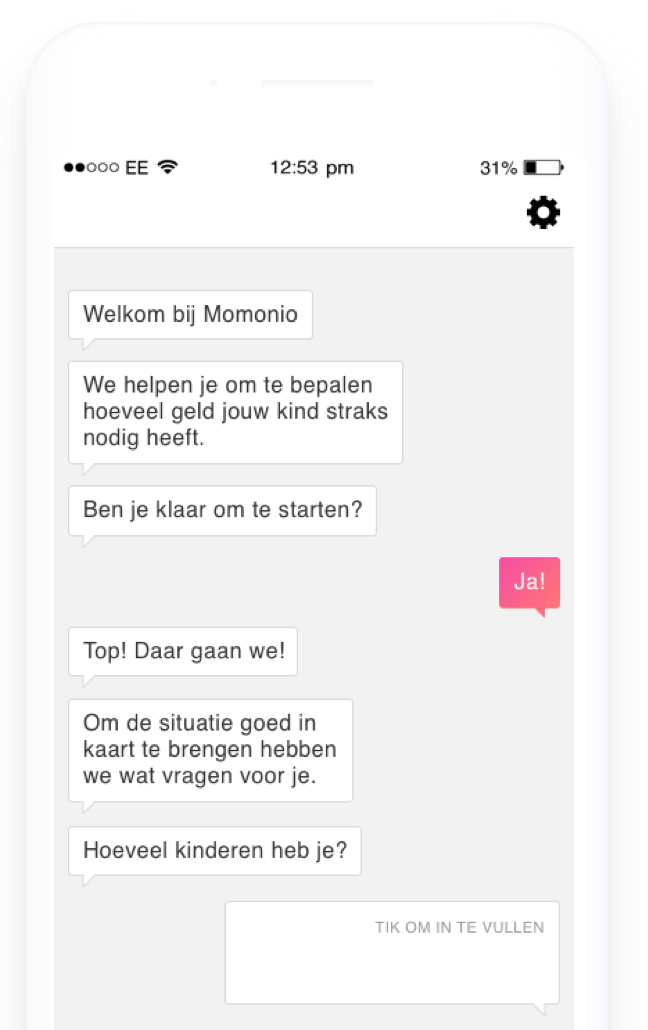 EE 12:53 pm 31%
Welkom bij Momonio
We helpen je om te bepalen
hoeveel geld jouw kind straks
nodig heeft.
Ben je klaar om te starten?
Ja!
Top! Daar gaan we!
Om de situatie goed in
kaart te brengen hebben
we wat vragen voor je.
Hoeveel kinderen heb je?
TIK OM IN TE VULLEN